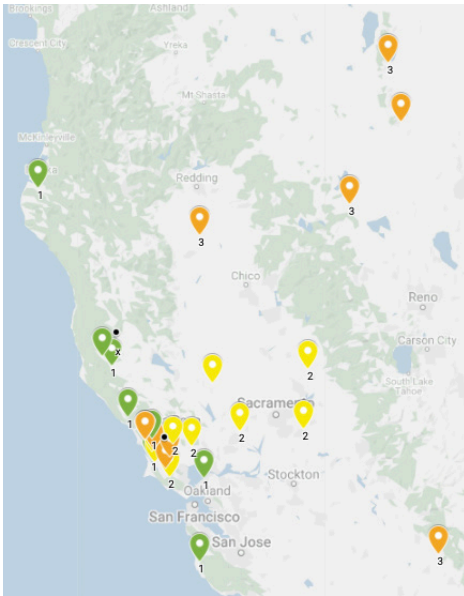 Brookings
Ashland
Crescent City
Yreka
3
Mt Shasta
McKinleyville
Redding
1
3
3
Chico
Reno
Carson City
x
1
2
South Lake
Tahoe
1
Sacramento
2
2
1
2
2
1
2
1
Stockton
Oakland
San Francisco
San Jose
1
3